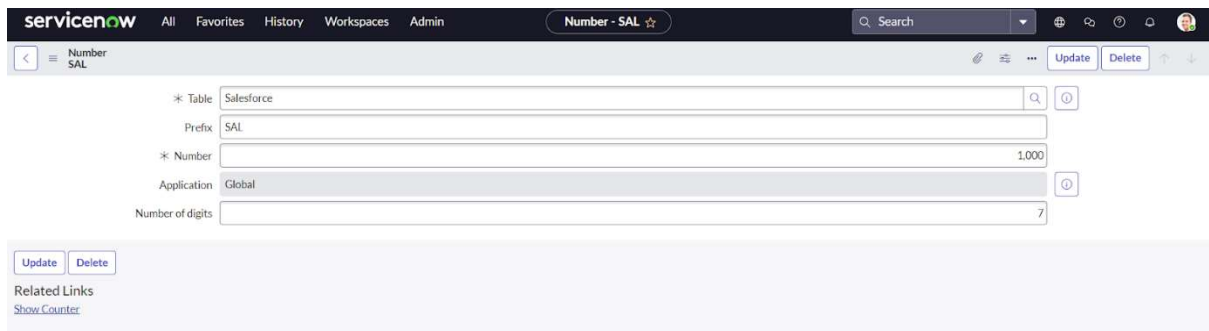 servicenow All Favorites History Workspaces Admin Number - SAL Search
Number
SAL
Update Delete
* Table Salesforce
Prefix SAL
* Number 1,000
Application Global
Number of digits 7
Update Delete
Related Links
Show Counter